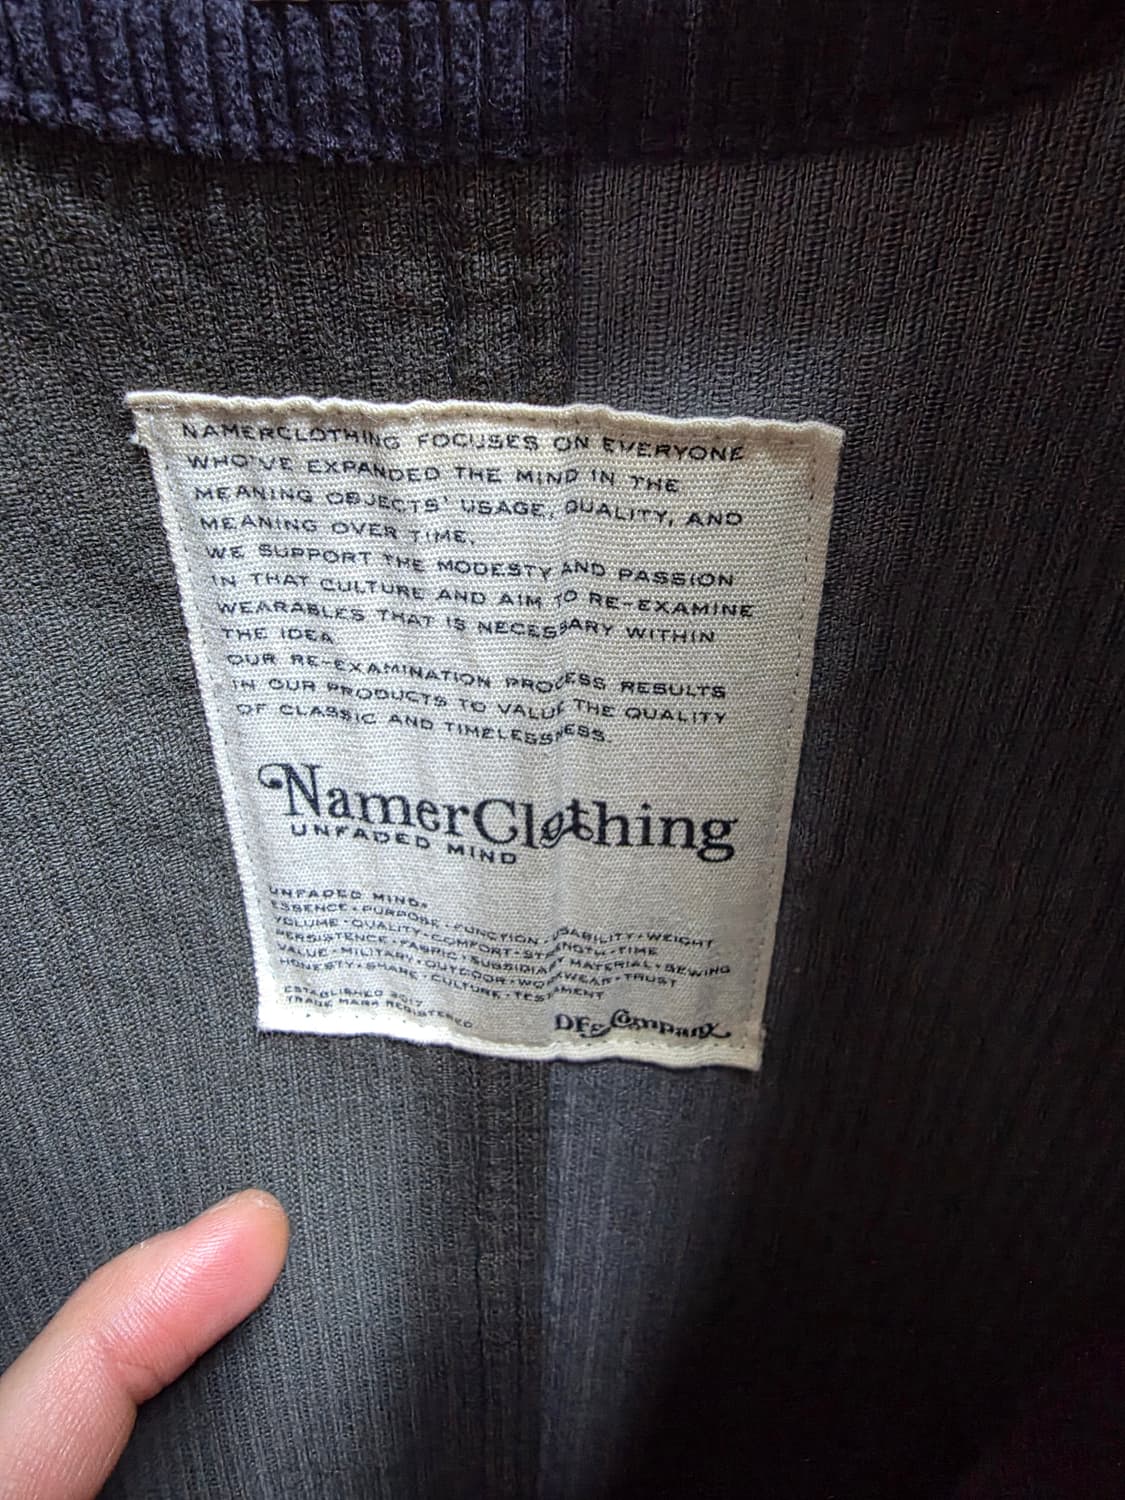 NAMERCLOTHING FOCUSES ON EVERYONE
WHO'VE EXPANDED THE MIND IN THE
MEANING OBJECTS' USAGE, QUALITY, AND
MEANING OVER TIME.
WE SUPPORT THE MODESTY AND PASSION
IN THAT CULTURE AND AIM TO RE-EXAMINE
WEARABLES THAT IS NECESSARY WITHIN
THE IDEA
OUR RE-EXAMINATION PROCESS RESULTS
IN OUR PRODUCTS TO VALUE THE QUALITY
OF CLASSIC AND TIMELESSNESS.
NamerClothing
UNFADED MIND
UNFADED MIND=
ESSENCE·PURPOSE·FUNCTION·USABILITY·WEIGHT
VOLUME·QUALITY·COMFORT·STRENGTH·TIME
PERSISTENCE·FABRIC·SUBSIDIARY MATERIAL·SEWING
VALUE·MILITARY·OUTDOOR·WORKWEAR·TRUST
HONESTY·SHARE·CULTURE·TESTAMENT
ESTABLISHED 2017
TRADE MARK REGISTERED
DF& Company